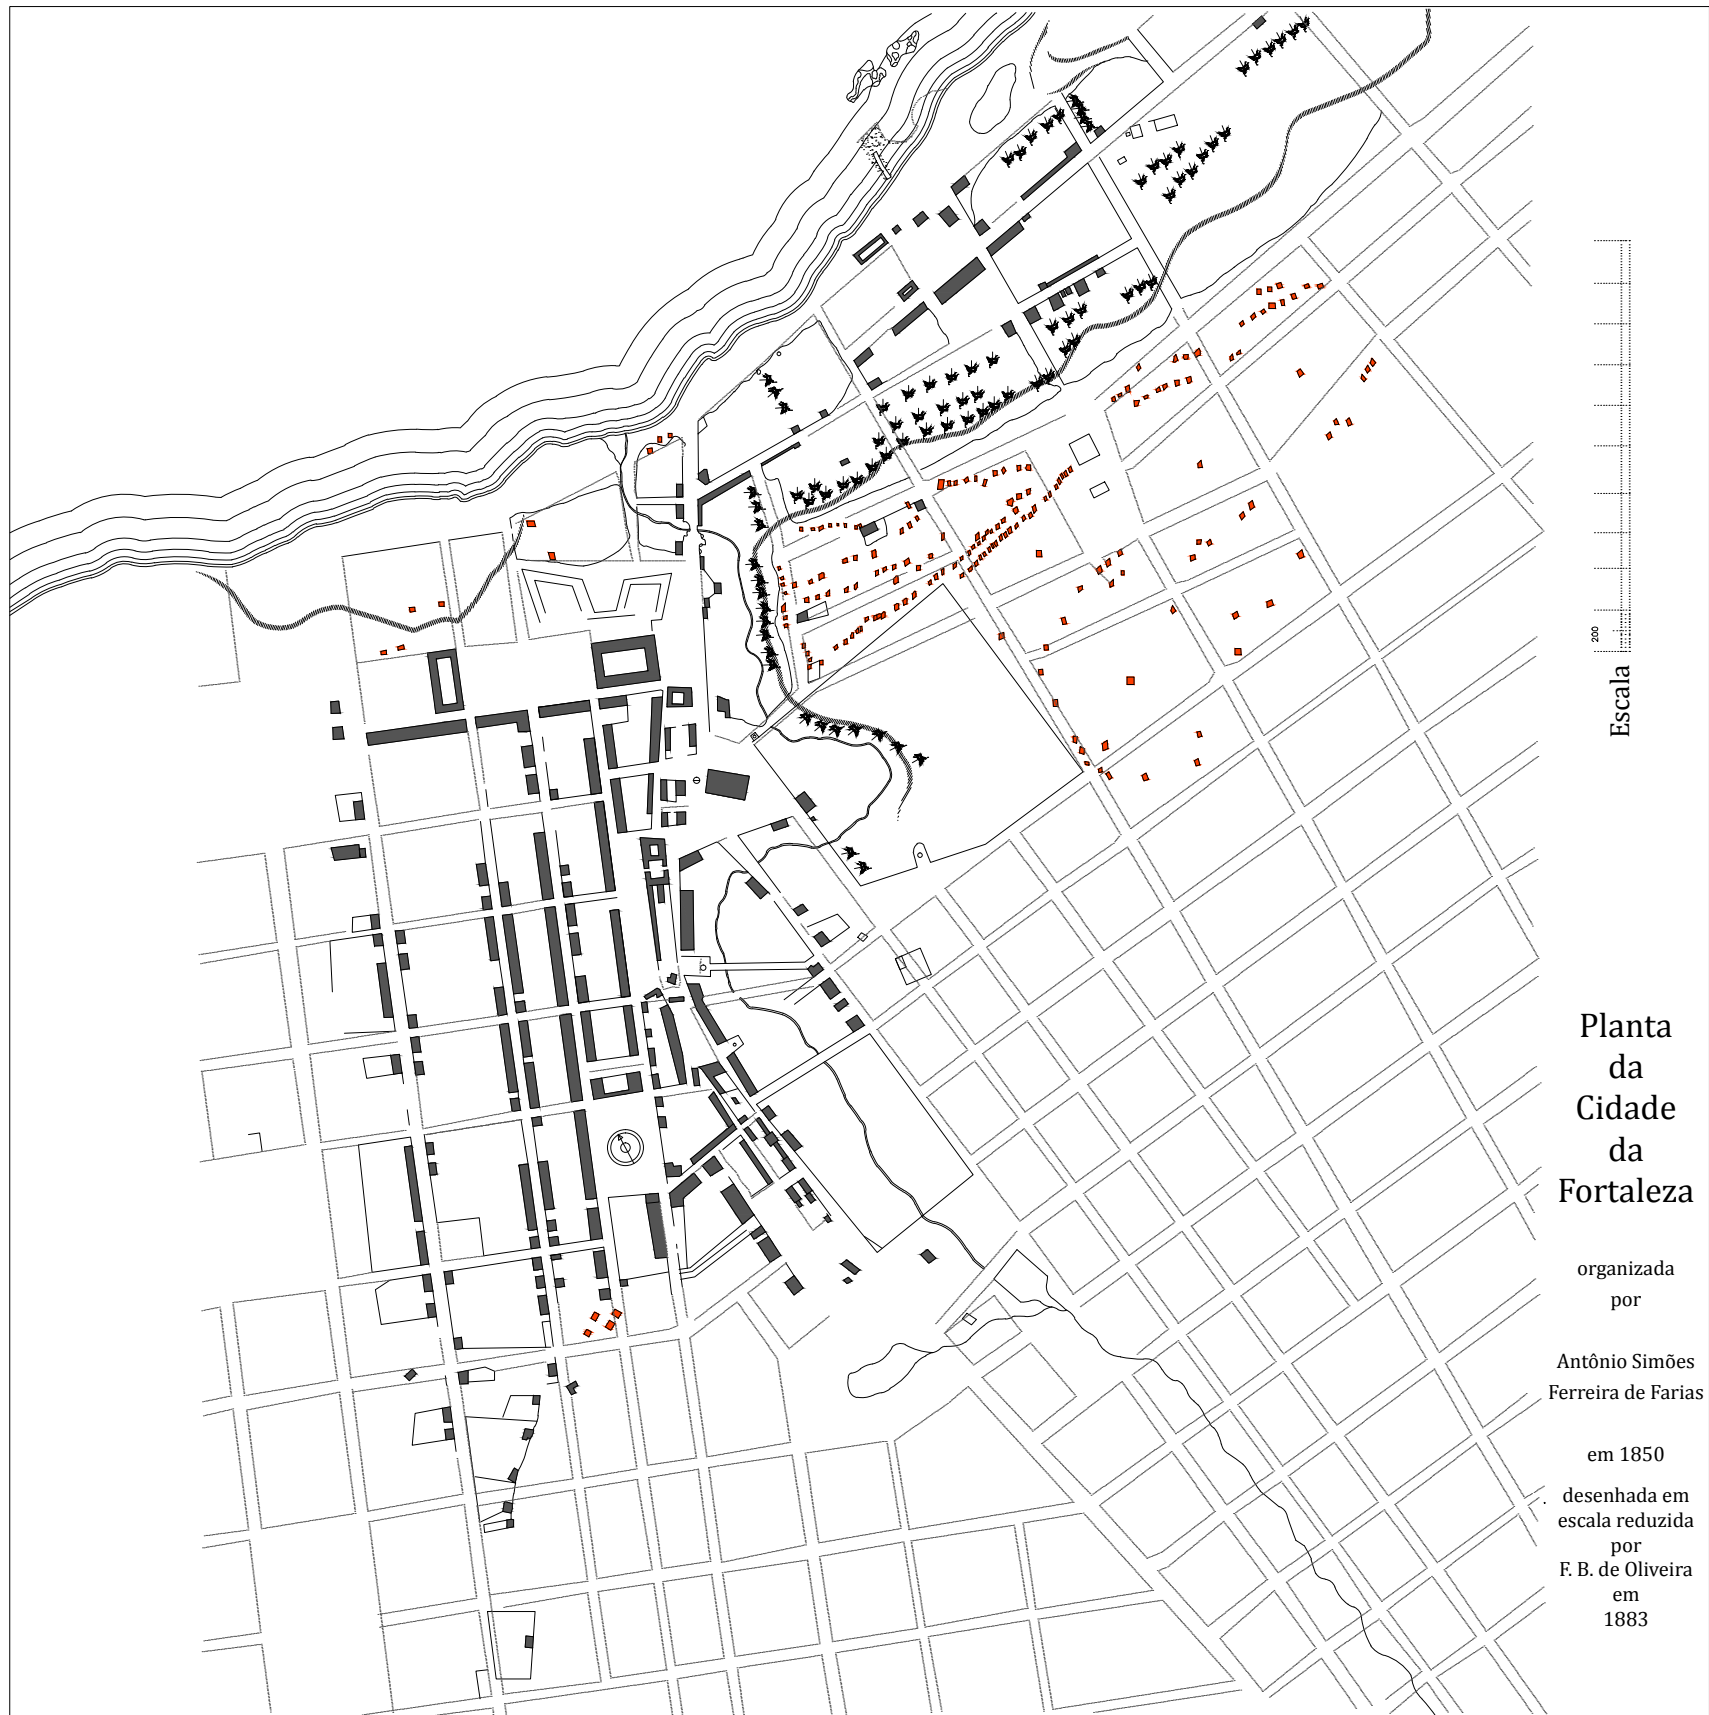 200
Escala
Planta
da
Cidade
da
Fortaleza
organizada
por
Antônio Simões
Ferreira de Farias
em 1850
desenhada em
escala reduzida
por
F. B. de Oliveira
em
1883